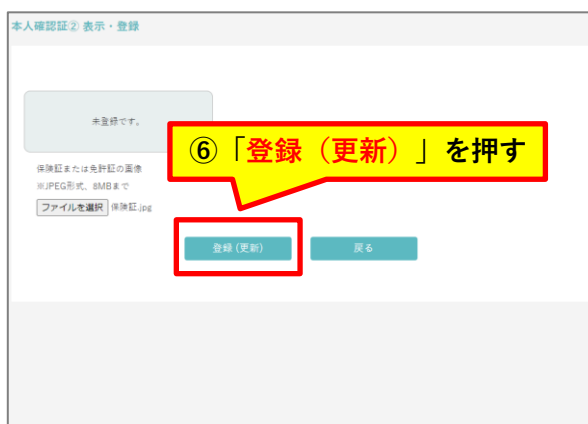 本人確認証② 表示・登録
未登録です。
⑥「登録（更新）」を押す
保険証または免許証の画像
※JPEG形式、8MBまで
ファイルを選択 保険証.jpg
登録(更新)
戻る